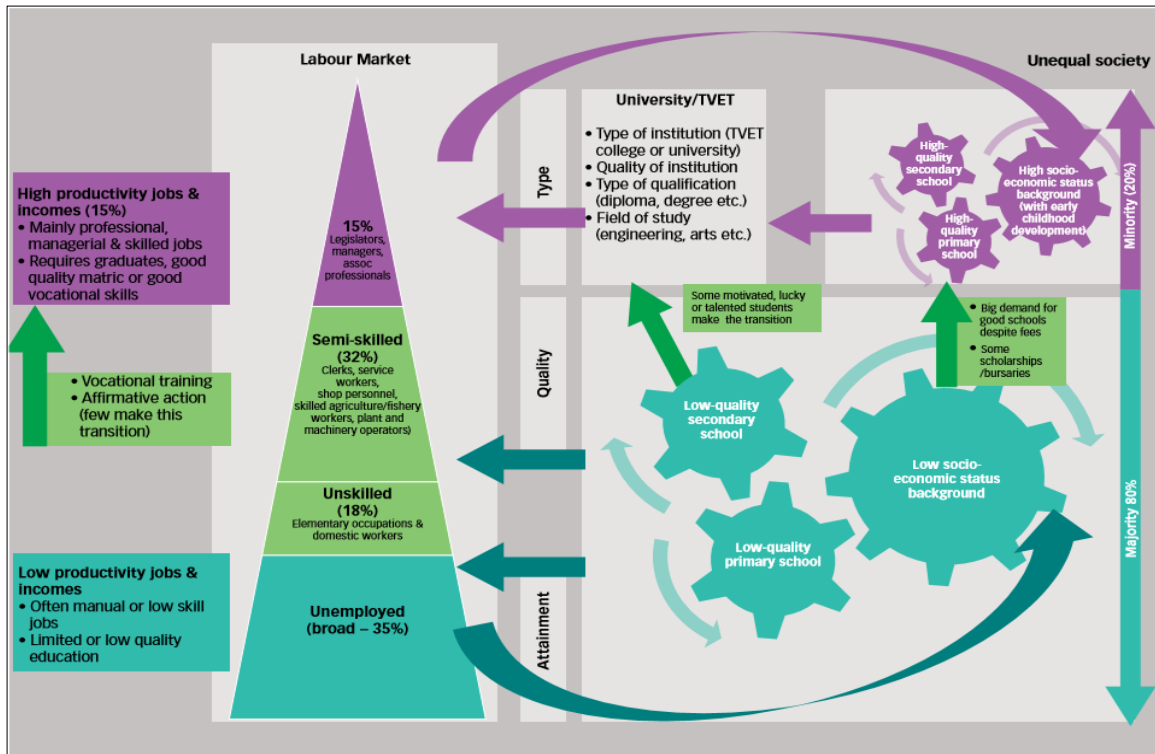 Labour Market
Unequal society
High productivity jobs &
incomes (15%)
• Mainly professional,
managerial & skilled jobs
• Requires graduates, good
quality matric or good
vocational skills
• Vocational training
• Affirmative action
(few make this
transition)
Low productivity jobs &
incomes
• Often manual or low skill
jobs
• Limited or low quality
education
15%
Legislators,
managers,
assoc
professionals
Semi-skilled
(32%)
Clerks, service
workers,
shop personnel,
skilled agriculture/fishery
workers, plant and
machinery operators)
Unskilled
(18%)
Elementary occupations &
domestic workers
Unemployed
(broad – 35%)
Type
Quality
Attainment
University/TVET
• Type of institution (TVET
college or university)
• Quality of institution
• Type of qualification
(diploma, degree etc.)
• Field of study
(engineering, arts etc.)
Some motivated, lucky
or talented students
make the transition
High-
quality
secondary
school
High-
quality
primary
school
High socio-
economic status
background
(with early
childhood
development)
• Big demand for
good schools
despite fees
• Some
scholarships
/bursaries
Low-quality
secondary
school
Low-quality
primary school
Low socio-
economic status
background
Minority (20%)
Majority 80%